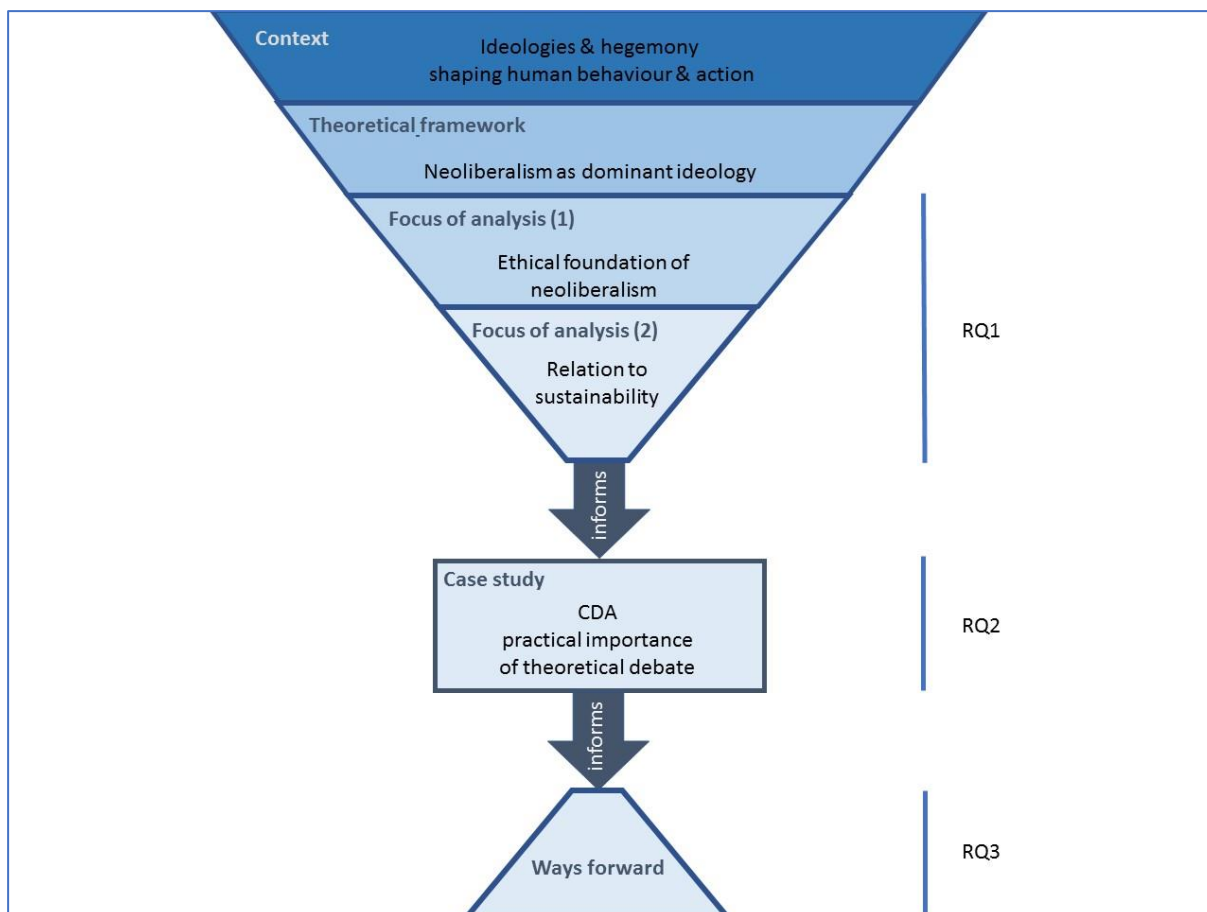 Context
Ideologies & hegemony
shaping human behaviour & action
Theoretical framework
Neoliberalism as dominant ideology
Focus of analysis (1)
Ethical foundation of
neoliberalism
Focus of analysis (2)
Relation to
sustainability
RQ1
informs
Case study
CDA
practical importance
of theoretical debate
RQ2
informs
Ways forward
RQ3